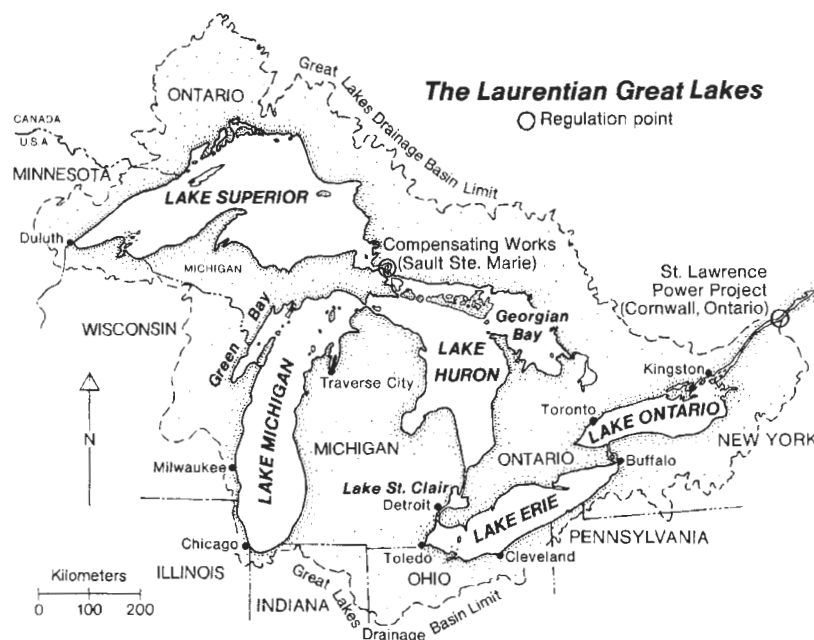 The Laurentian Great Lakes
Regulation point
Great Lakes Drainage Basin Limit
ONTARIO
CANADA
U.S.A
MINNESOTA
LAKE SUPERIOR
Duluth
MICHIGAN
Compensating Works
(Sault Ste. Marie)
St. Lawrence
Power Project
(Cornwall, Ontario)
WISCONSIN
Green Bay
Georgian
Bay
LAKE
HURON
Kingston
Traverse City
LAKE MICHIGAN
Toronto
LAKE ONTARIO
N
MICHIGAN
NEW YORK
ONTARIO
Milwaukee
Buffalo
Lake St. Clair
Detroit
LAKE ERIE
PENNSYLVANIA
Chicago
Toledo
Cleveland
ILLINOIS
OHIO
Kilometers
0 100 200
INDIANA
Great Lakes
Drainage Basin Limit